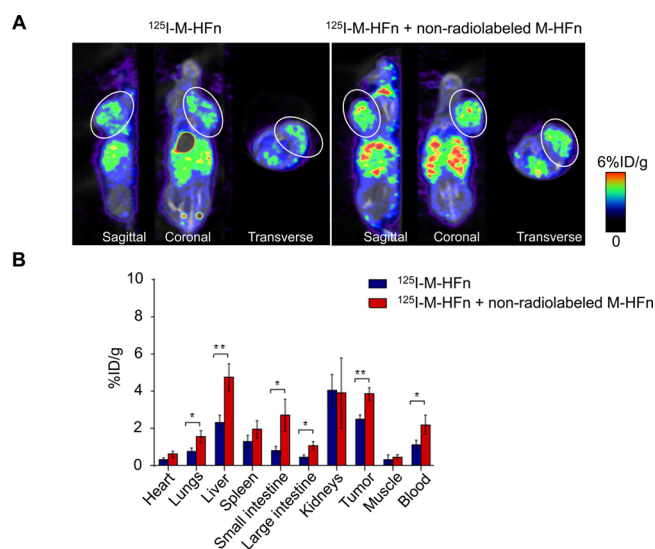 A
¹²⁵I-M-HFn
¹²⁵I-M-HFn + non-radiolabeled M-HFn
Sagittal Coronal Transverse
Sagittal Coronal Transverse
6%ID/g
0
B
¹²⁵I-M-HFn
¹²⁵I-M-HFn + non-radiolabeled M-HFn
%ID/g
10
8
6
4
2
0
*
**
*
*
**
*
Heart
Lungs
Liver
Spleen
Small intestine
Large intestine
Kidneys
Tumor
Muscle
Blood